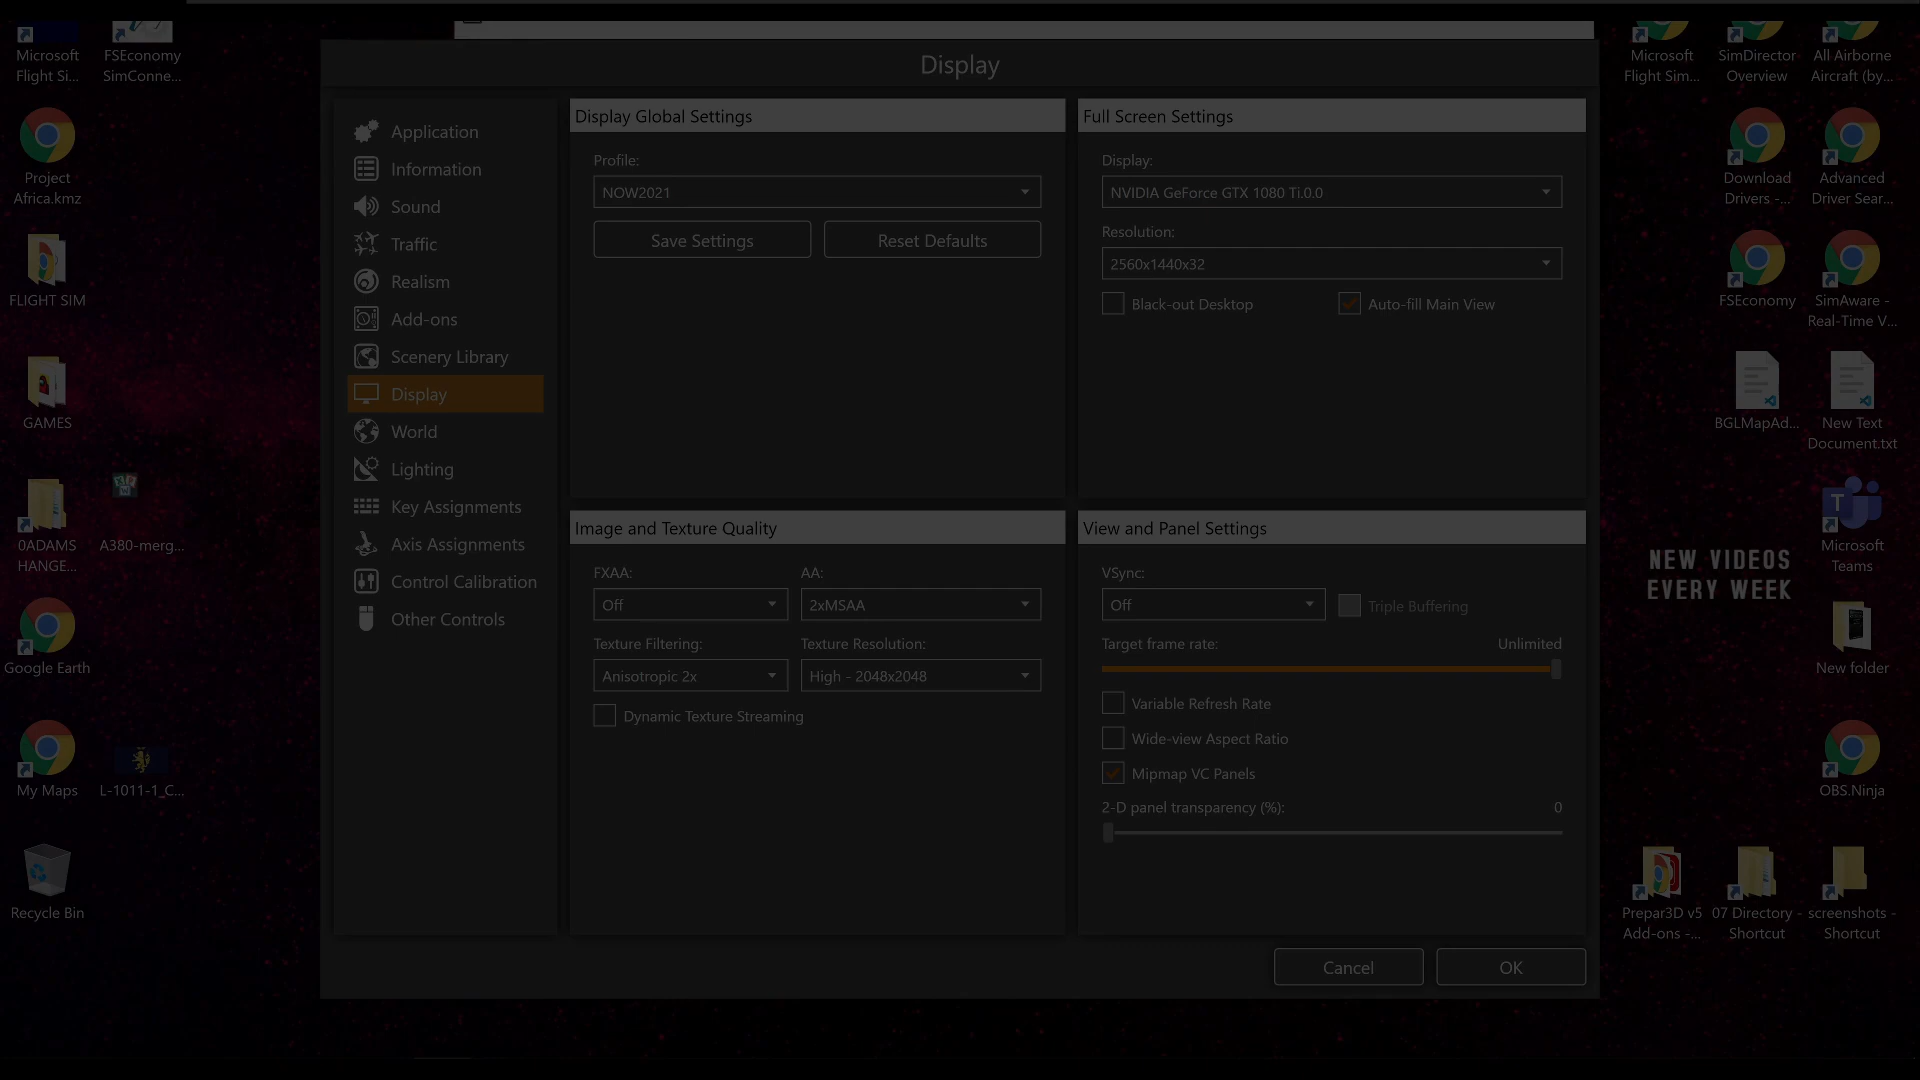 Microsoft
Flight Si...
FSEconomy
SimConne...
Project
Africa.kmz
FLIGHT SIM
GAMES
0ADAMS
HANGE...
A380-merg...
Google Earth
My Maps
L-1011-1_C...
Recycle Bin
Display
Application
Information
Sound
Traffic
Realism
Add-ons
Scenery Library
Display
World
Lighting
Key Assignments
Axis Assignments
Control Calibration
Other Controls
Display Global Settings
Profile:
NOW2021
Save Settings
Reset Defaults
Full Screen Settings
Display:
NVIDIA GeForce GTX 1080 Ti.0.0
Resolution:
2560x1440x32
Black-out Desktop
Auto-fill Main View
Image and Texture Quality
FXAA:
AA:
Off
2xMSAA
Texture Filtering:
Texture Resolution:
Anisotropic 2x
High - 2048x2048
Dynamic Texture Streaming
View and Panel Settings
VSync:
Off
Triple Buffering
Target frame rate:
Unlimited
Variable Refresh Rate
Wide-view Aspect Ratio
Mipmap VC Panels
2-D panel transparency (%):
0
Cancel
OK
Microsoft
Flight Sim...
SimDirector
Overview
All Airborne
Aircraft (by...
Download
Drivers -...
Advanced
Driver Sear...
FSEconomy
SimAware -
Real-Time V...
BGLMapAd...
New Text
Document.txt
NEW VIDEOS
EVERY WEEK
Microsoft
Teams
New folder
OBS.Ninja
Prepar3D v5
Add-ons -...
07 Directory -
Shortcut
screenshots -
Shortcut